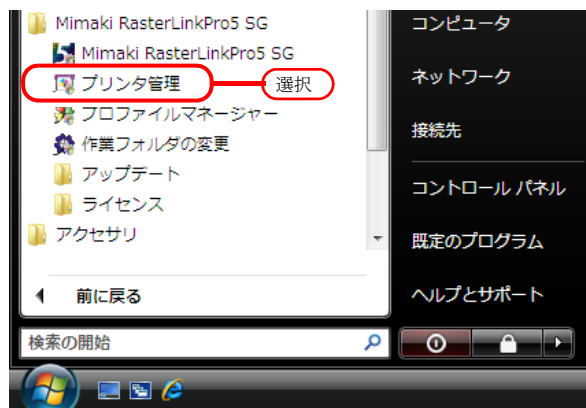 Mimaki RasterLinkPro5 SG
Mimaki RasterLinkPro5 SG
プリンタ管理
選択
プロファイルマネージャー
作業フォルダの変更
アップデート
ライセンス
アクセサリ
前に戻る
検索の開始
コンピュータ
ネットワーク
接続先
コントロール パネル
既定のプログラム
ヘルプとサポート